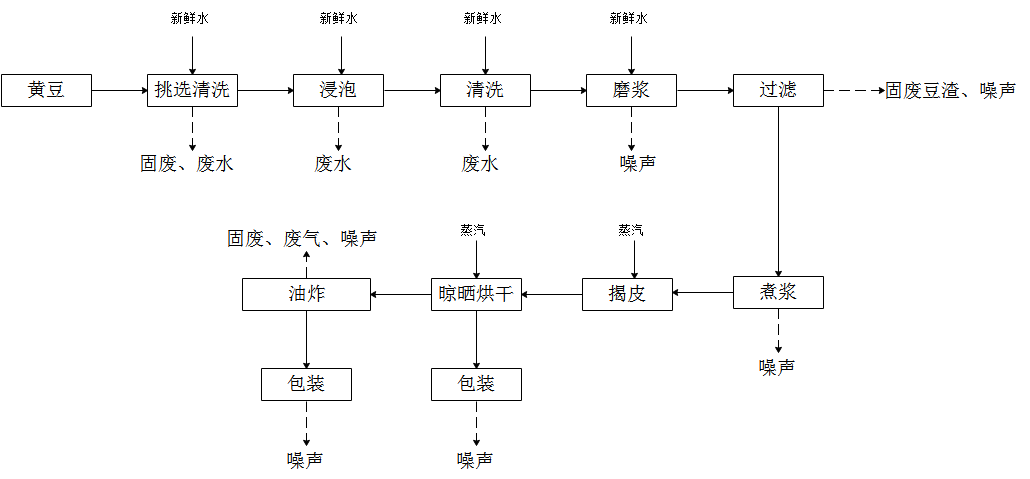 新鲜水 新鲜水 新鲜水 新鲜水
黄豆 挑选清洗 浸泡 清洗 磨浆 过滤 固废豆渣、噪声
固废、废水 废水 废水 噪声
固废、废气、噪声 蒸汽 蒸汽
油炸 晾晒烘干 揭皮 煮浆
噪声
包装 包装
噪声 噪声